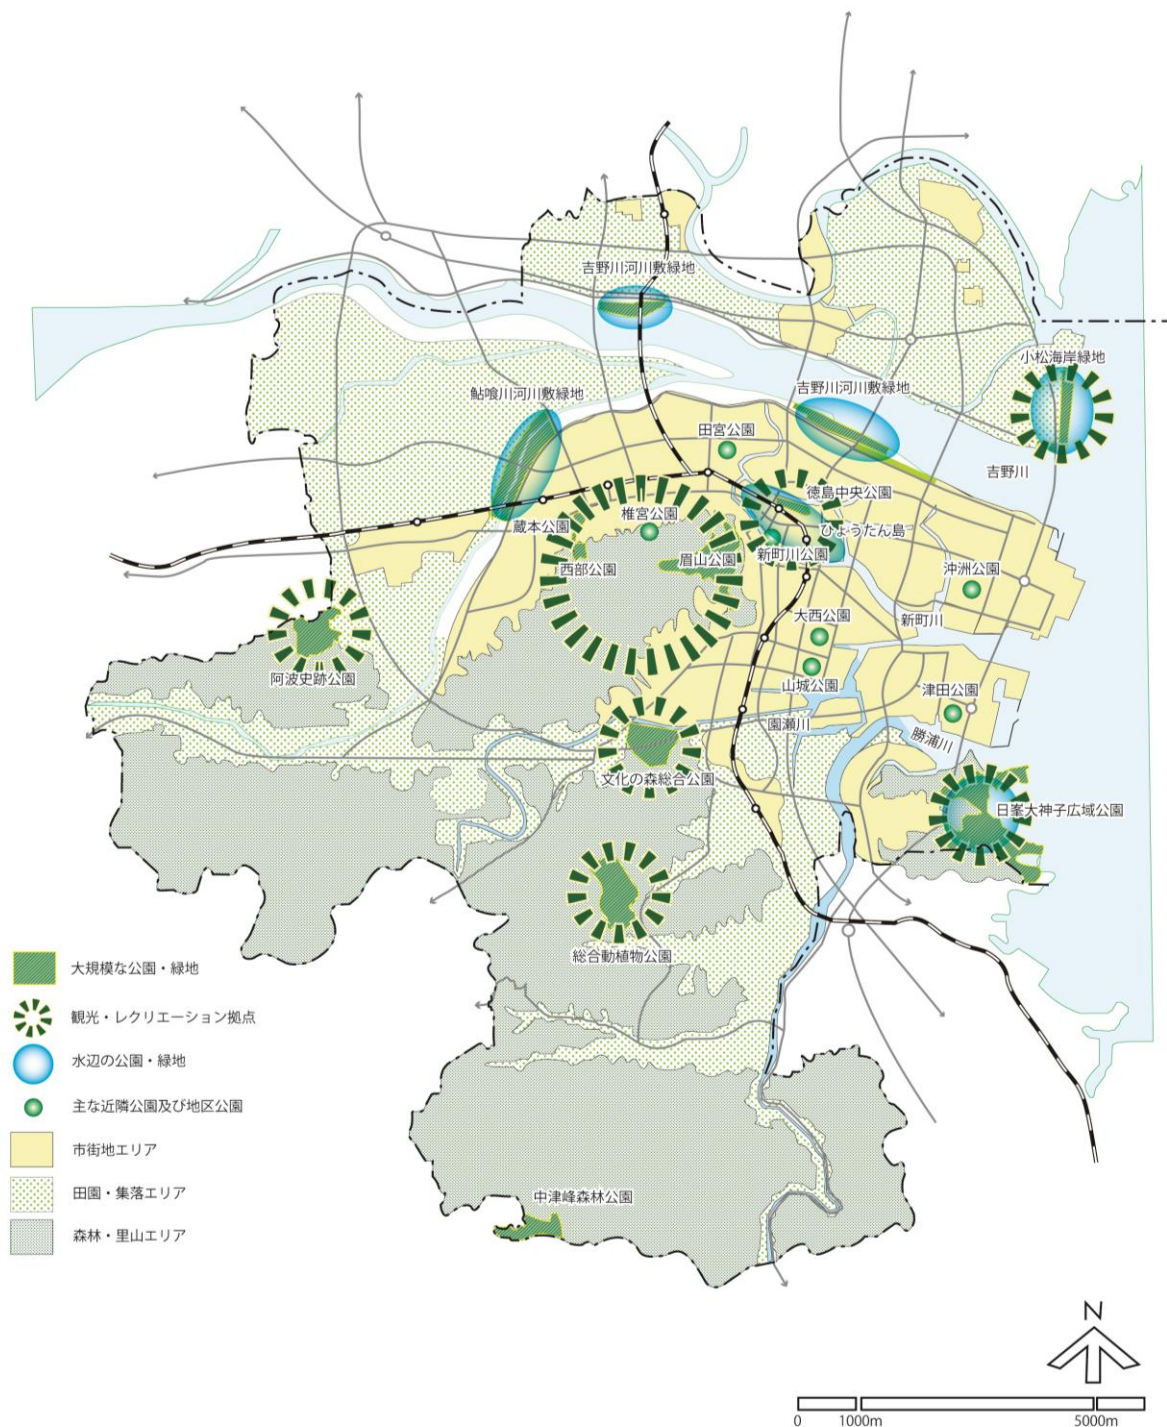 吉野川河川敷緑地
小松海岸緑地
鮎喰川河川敷緑地
吉野川河川敷緑地
田宮公園
吉野川
徳島中央公園
蔵本公園
椎宮公園
ひょうたん島
西部公園
眉山公園
新町川公園
沖洲公園
大西公園
新町川
阿波史跡公園
山城公園
津田公園
園瀬川
勝浦川
文化の森総合公園
日峯大神子広域公園
総合動植物公園
大規模な公園・緑地
観光・レクリエーション拠点
水辺の公園・緑地
主な近隣公園及び地区公園
市街地エリア
田園・集落エリア
森林・里山エリア
中津峰森林公園
N
0 1000m 5000m